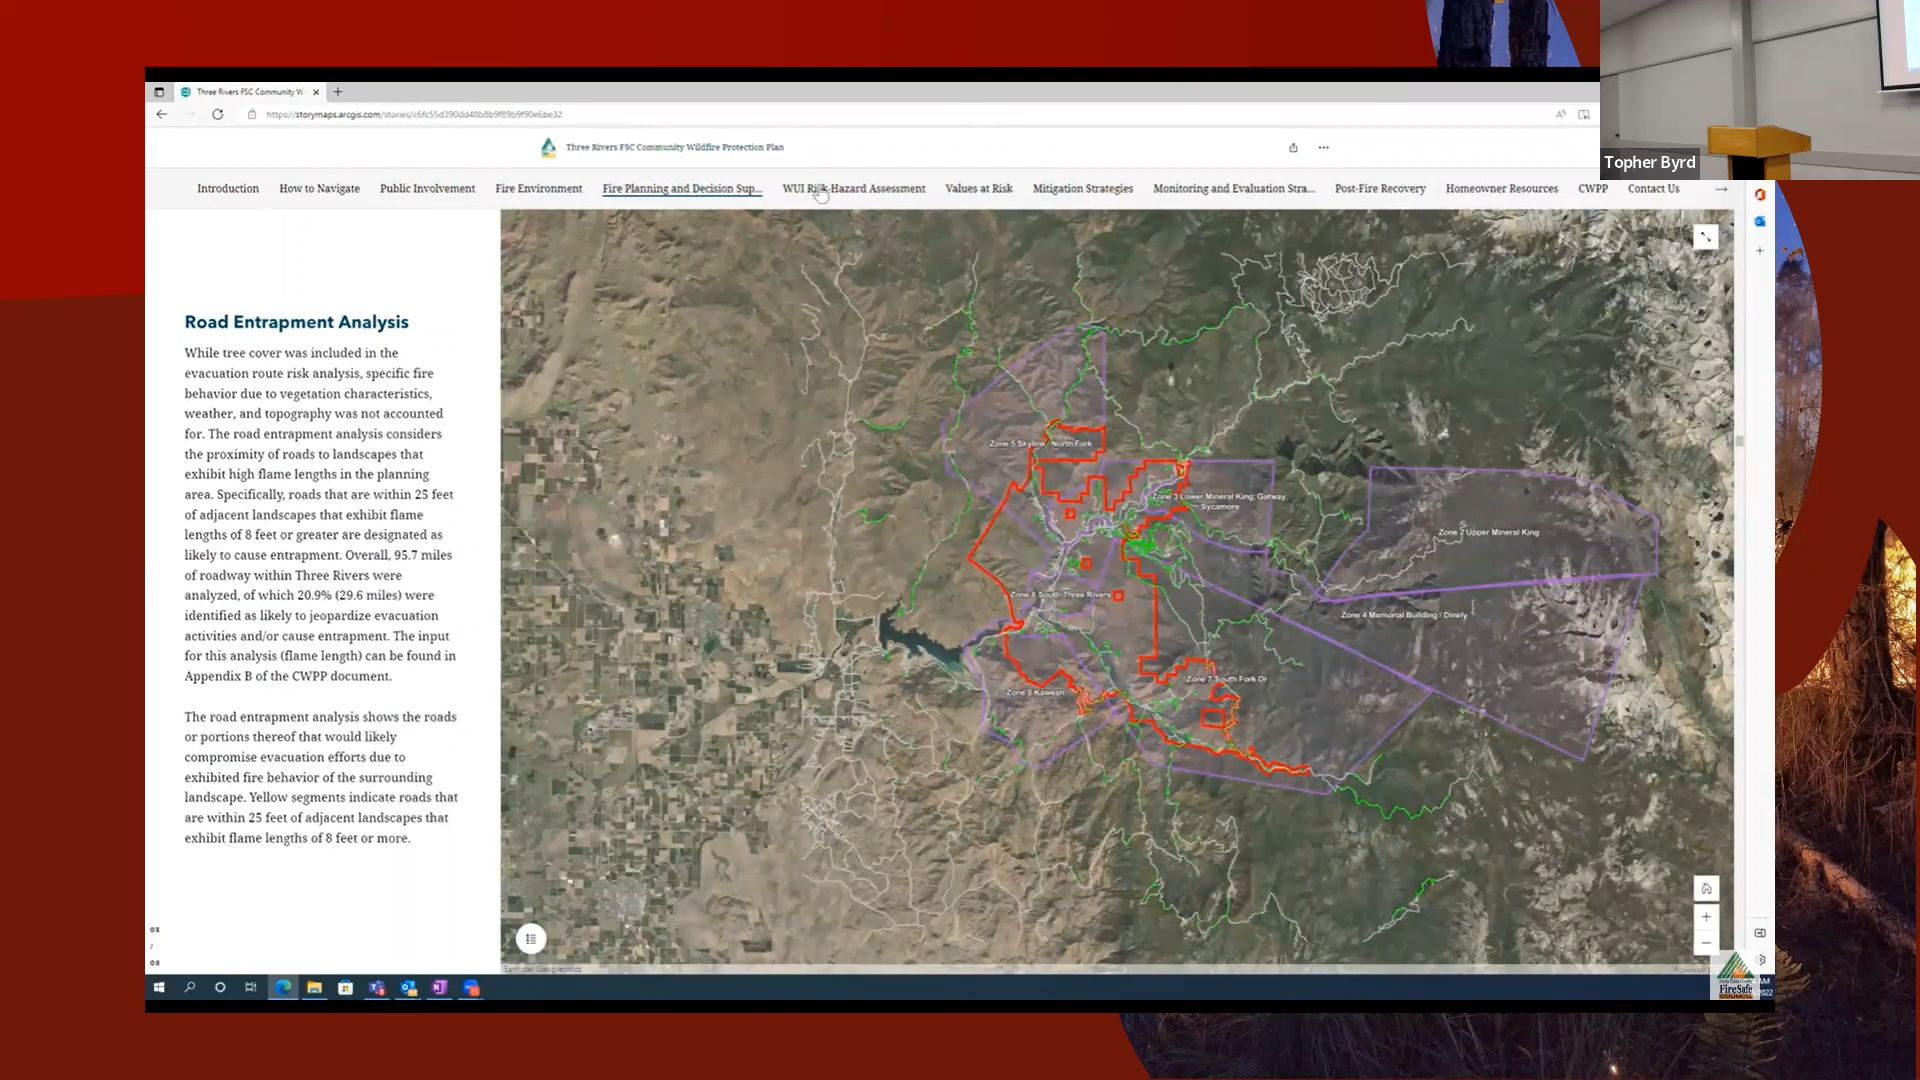 Three Rivers FSC Community W
https://storymaps.arcgis.com/stories/c6fc55d390dd48b8b9f89b9f90e6be32
Three Rivers FSC Community Wildfire Protection Plan
Topher Byrd
Introduction
How to Navigate
Public Involvement
Fire Environment
Fire Planning and Decision Sup...
WUI Risk-Hazard Assessment
Values at Risk
Mitigation Strategies
Monitoring and Evaluation Stra...
Post-Fire Recovery
Homeowner Resources
CWPP
Contact Us
Road Entrapment Analysis
While tree cover was included in the
evacuation route risk analysis, specific fire
behavior due to vegetation characteristics,
weather, and topography was not accounted
for. The road entrapment analysis considers
the proximity of roads to landscapes that
exhibit high flame lengths in the planning
area. Specifically, roads that are within 25 feet
of adjacent landscapes that exhibit flame
lengths of 8 feet or greater are designated as
likely to cause entrapment. Overall, 95.7 miles
of roadway within Three Rivers were
analyzed, of which 20.9% (29.6 miles) were
identified as likely to jeopardize evacuation
activities and/or cause entrapment. The input
for this analysis (flame length) can be found in
Appendix B of the CWPP document.
The road entrapment analysis shows the roads
or portions thereof that would likely
compromise evacuation efforts due to
exhibited fire behavior of the surrounding
landscape. Yellow segments indicate roads that
are within 25 feet of adjacent landscapes that
exhibit flame lengths of 8 feet or more.
Zone 5 Skyline / North Fork
Zone 3 Lower Mineral King, Gatway,
Sycamore
Zone 2 Upper Mineral King
Zone 6 South Three Rivers
Zone 4 Memorial Building / Dinely
Zone 7 South Fork Dr
Zone 8 Kaweah
FireSafe
COUNCIL